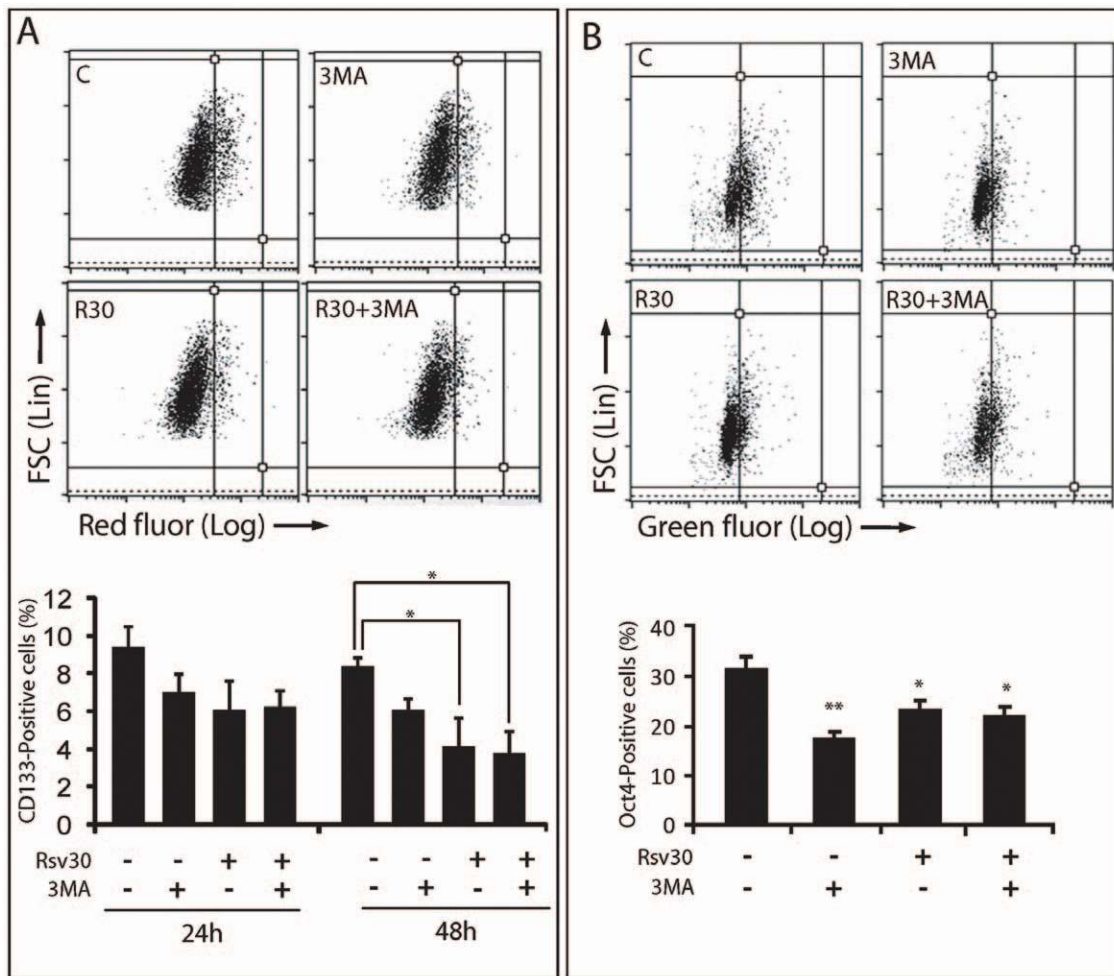 A
C
3MA
R30
R30+3MA
FSC (Lin)
Red fluor (Log)
CD133-Positive cells (%)
12
10
8
6
4
2
0
*
*
Rsv30 - - + + - - + +
3MA - + - + - + - +
24h 48h
B
C
3MA
R30
R30+3MA
FSC (Lin)
Green fluor (Log)
Oct4-Positive cells (%)
40
30
20
10
0
** * *
Rsv30 - - + +
3MA - + - +